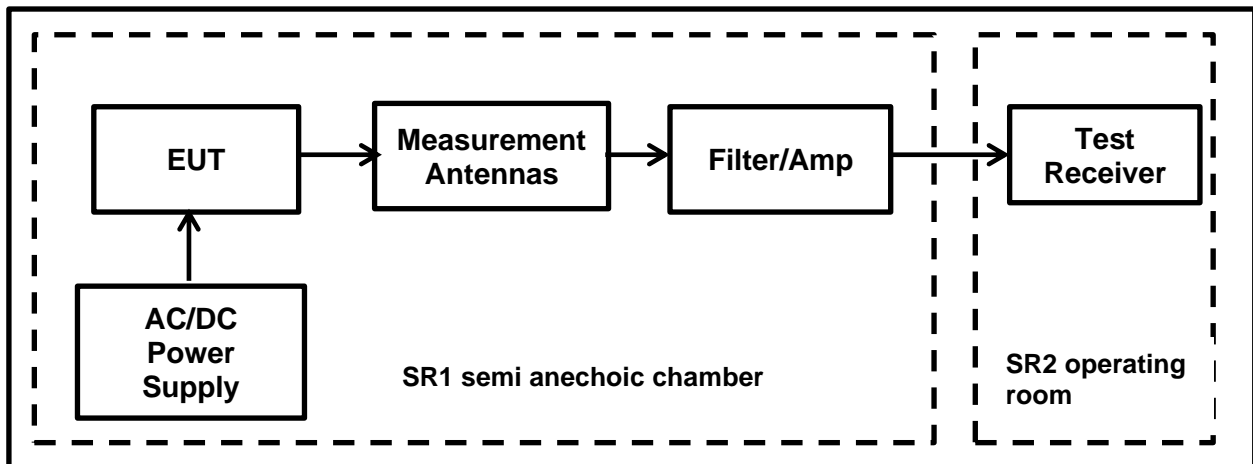 EUT
Measurement
Antennas
Filter/Amp
Test
Receiver
AC/DC
Power
Supply
SR1 semi anechoic chamber
SR2 operating
room